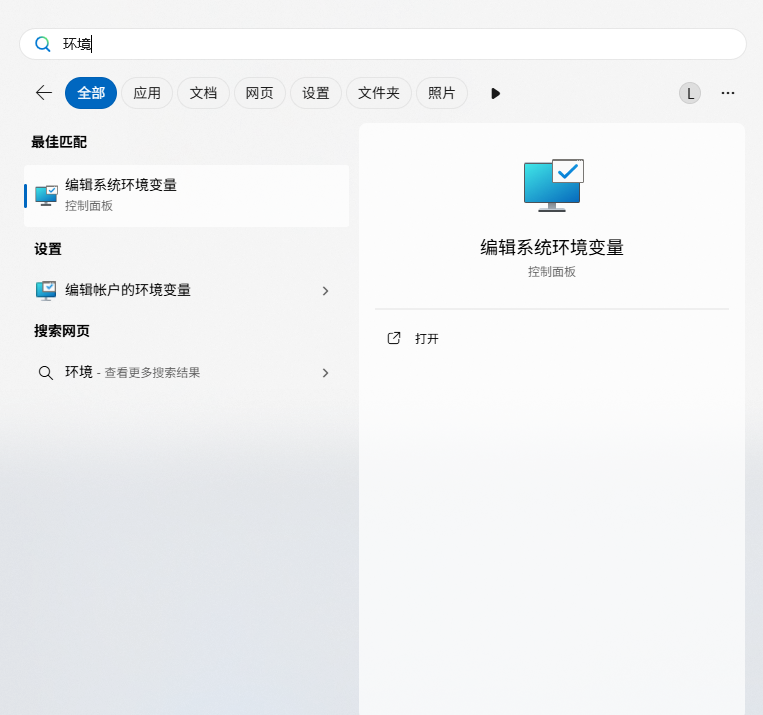 环境
全部 应用 文档 网页 设置 文件夹 照片
L
最佳匹配
编辑系统环境变量
控制面板
设置
编辑帐户的环境变量
搜索网页
环境 - 查看更多搜索结果
编辑系统环境变量
控制面板
打开